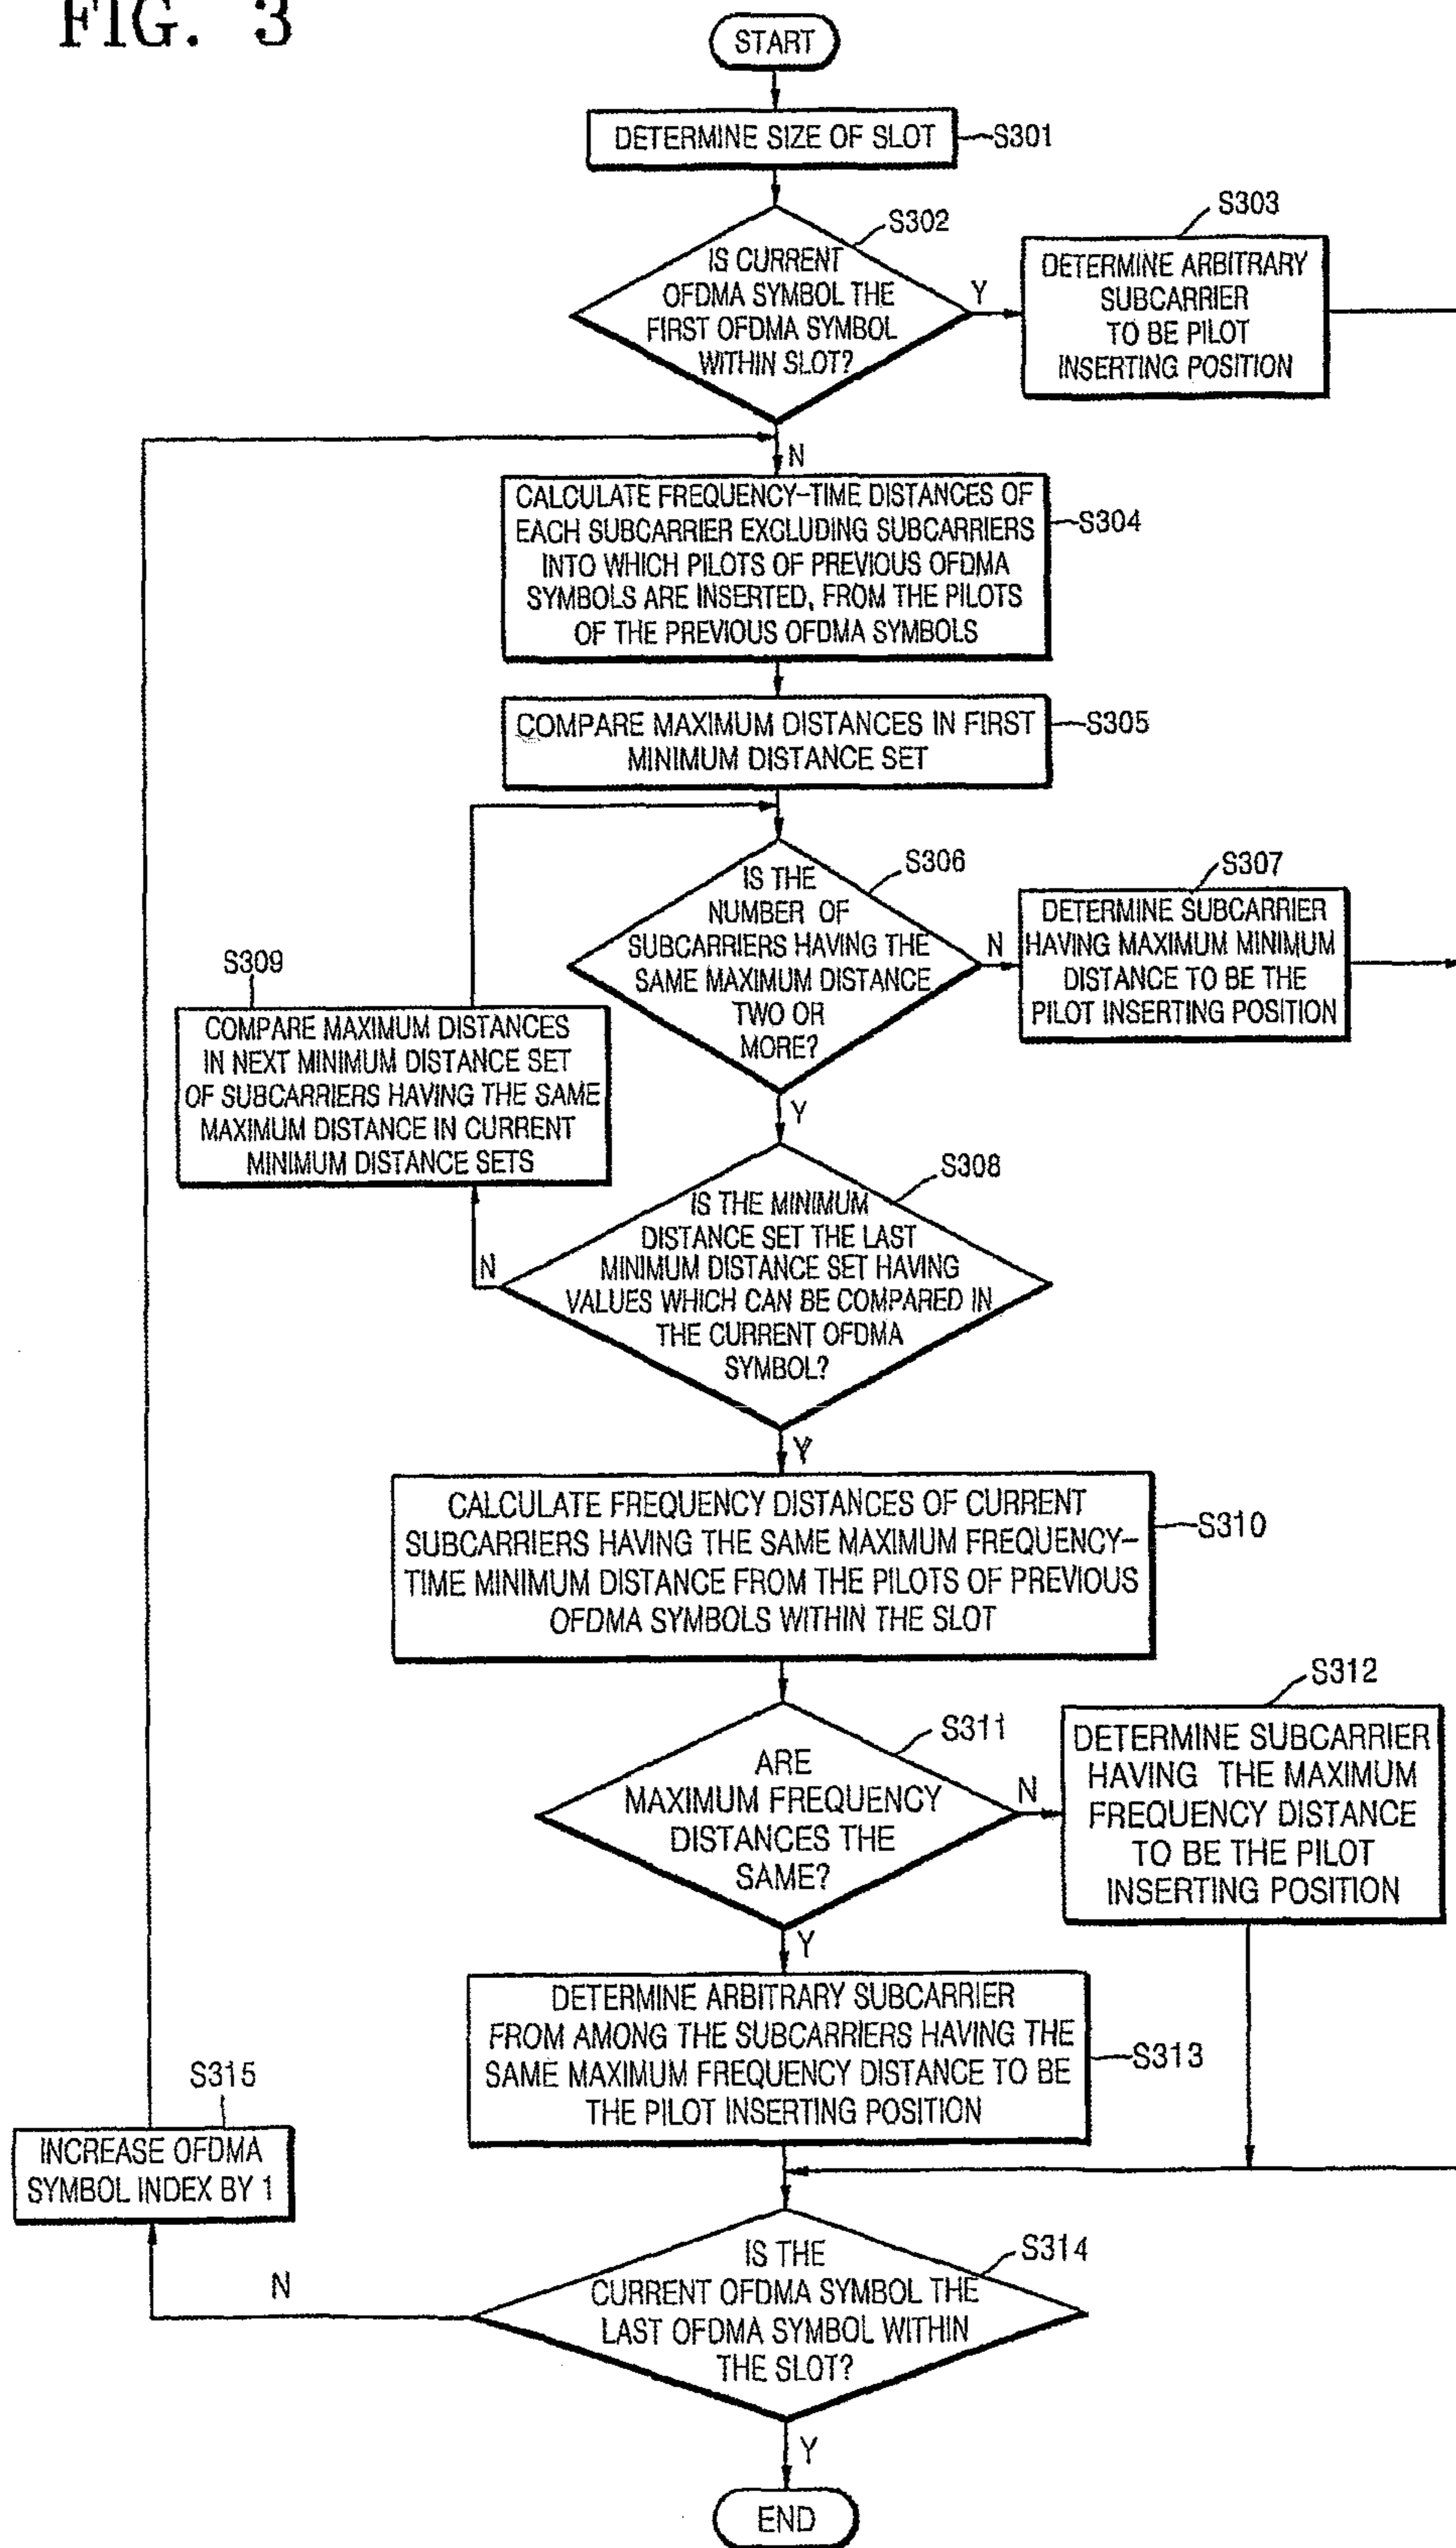 FIG. 3
START
DETERMINE SIZE OF SLOT
S301
S302
IS CURRENT
OFDMA SYMBOL THE
FIRST OFDMA SYMBOL
WITHIN SLOT?
Y
S303
DETERMINE ARBITRARY
SUBCARRIER
TO BE PILOT
INSERTING POSITION
N
CALCULATE FREQUENCY-TIME DISTANCES OF
EACH SUBCARRIER EXCLUDING SUBCARRIERS
INTO WHICH PILOTS OF PREVIOUS OFDMA
SYMBOLS ARE INSERTED, FROM THE PILOTS
OF THE PREVIOUS OFDMA SYMBOLS
S304
COMPARE MAXIMUM DISTANCES IN FIRST
MINIMUM DISTANCE SET
S305
S306
IS THE
NUMBER OF
SUBCARRIERS HAVING THE
SAME MAXIMUM DISTANCE
TWO OR
MORE?
N
S307
DETERMINE SUBCARRIER
HAVING MAXIMUM MINIMUM
DISTANCE TO BE THE
PILOT INSERTING POSITION
S309
COMPARE MAXIMUM DISTANCES
IN NEXT MINIMUM DISTANCE SET
OF SUBCARRIERS HAVING THE SAME
MAXIMUM DISTANCE IN CURRENT
MINIMUM DISTANCE SETS
Y
S308
IS THE MINIMUM
DISTANCE SET THE LAST
MINIMUM DISTANCE SET HAVING
VALUES WHICH CAN BE COMPARED IN
THE CURRENT OFDMA
SYMBOL?
N
Y
CALCULATE FREQUENCY DISTANCES OF CURRENT
SUBCARRIERS HAVING THE SAME MAXIMUM FREQUENCY-
TIME MINIMUM DISTANCE FROM THE PILOTS OF PREVIOUS
OFDMA SYMBOLS WITHIN THE SLOT
S310
S311
ARE
MAXIMUM FREQUENCY
DISTANCES THE
SAME?
N
S312
DETERMINE SUBCARRIER
HAVING THE MAXIMUM
FREQUENCY DISTANCE
TO BE THE PILOT
INSERTING POSITION
Y
DETERMINE ARBITRARY SUBCARRIER
FROM AMONG THE SUBCARRIERS HAVING THE
SAME MAXIMUM FREQUENCY DISTANCE TO BE
THE PILOT INSERTING POSITION
S313
S315
INCREASE OFDMA
SYMBOL INDEX BY 1
S314
IS THE
CURRENT OFDMA SYMBOL THE
LAST OFDMA SYMBOL WITHIN
THE SLOT?
N
Y
END